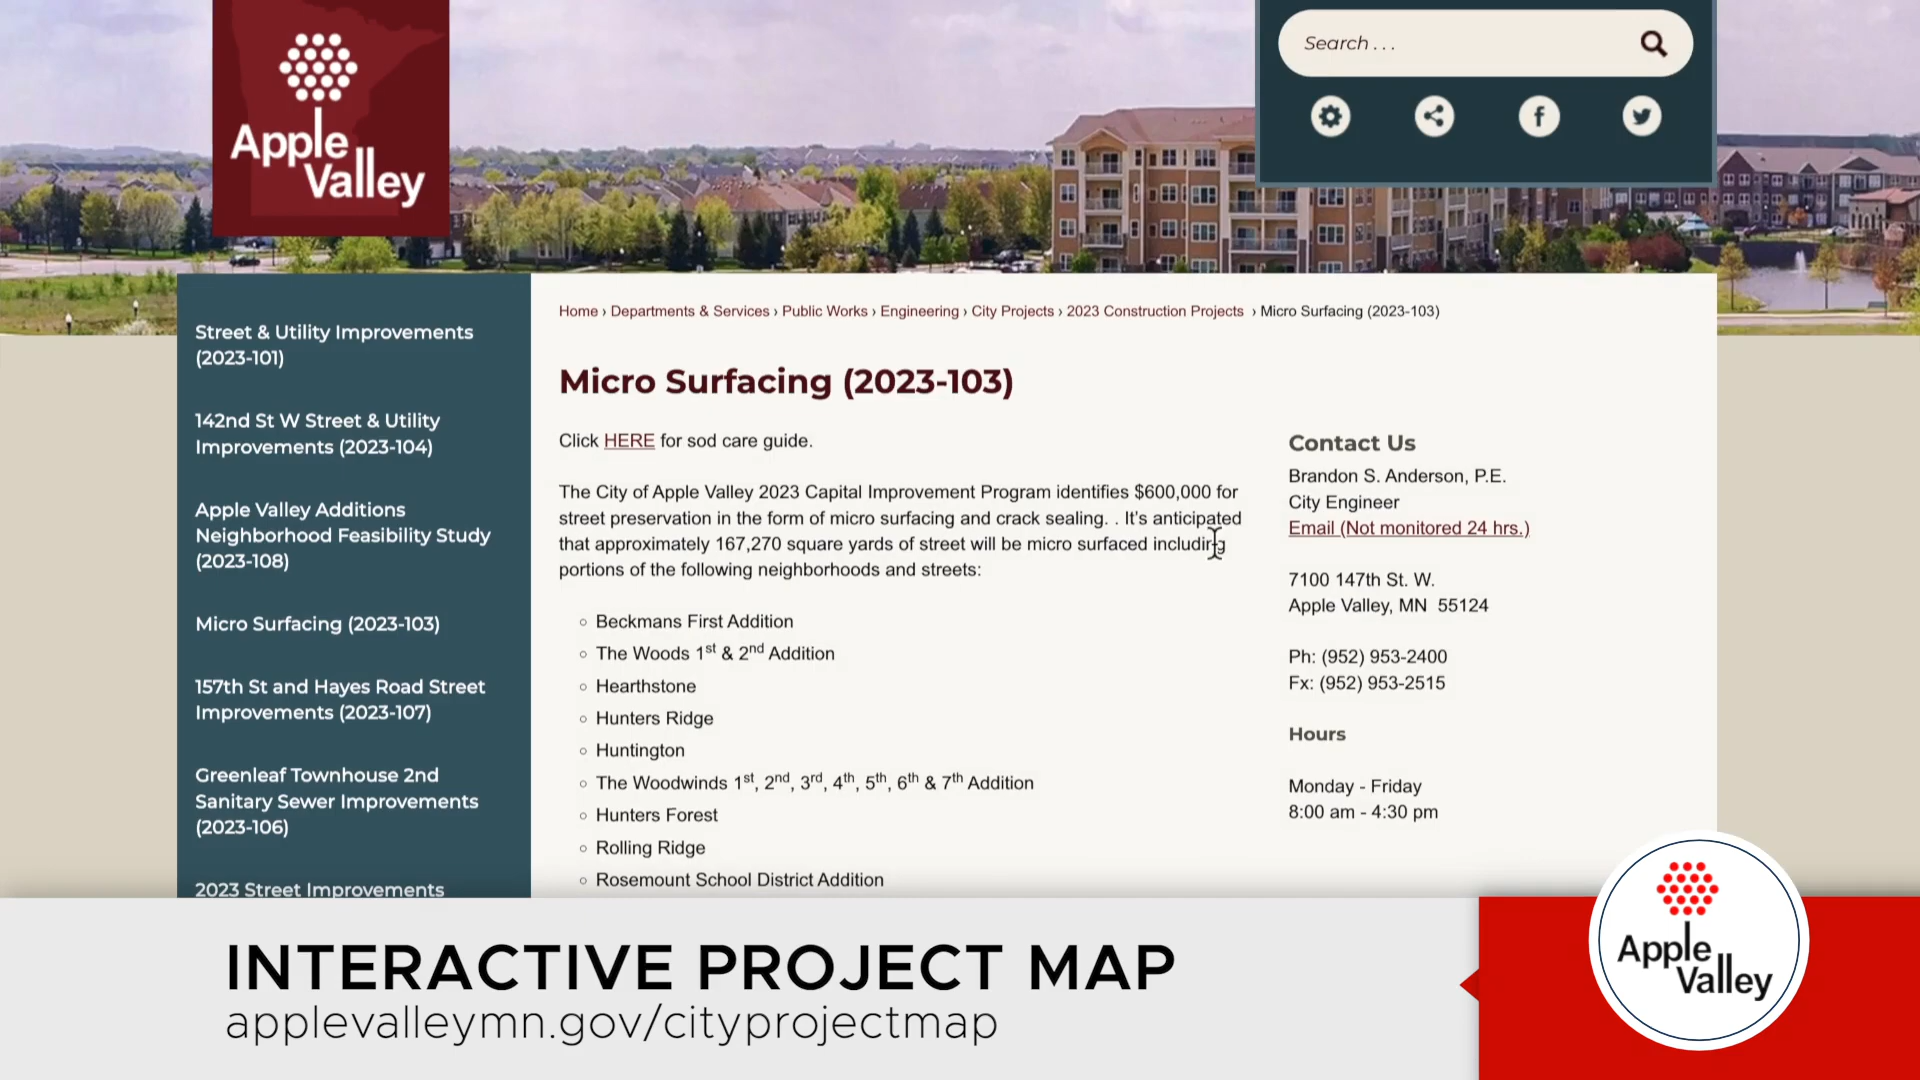 Apple
Valley
Search . . .
Home › Departments & Services › Public Works › Engineering › City Projects › 2023 Construction Projects › Micro Surfacing (2023-103)
Street & Utility Improvements
(2023-101)
142nd St W Street & Utility
Improvements (2023-104)
Apple Valley Additions
Neighborhood Feasibility Study
(2023-108)
Micro Surfacing (2023-103)
157th St and Hayes Road Street
Improvements (2023-107)
Greenleaf Townhouse 2nd
Sanitary Sewer Improvements
(2023-106)
2023 Street Improvements
Micro Surfacing (2023-103)
Click HERE for sod care guide.
The City of Apple Valley 2023 Capital Improvement Program identifies $600,000 for
street preservation in the form of micro surfacing and crack sealing. . It's anticipated
that approximately 167,270 square yards of street will be micro surfaced including
portions of the following neighborhoods and streets:
Beckmans First Addition
The Woods 1st & 2nd Addition
Hearthstone
Hunters Ridge
Huntington
The Woodwinds 1st, 2nd, 3rd, 4th, 5th, 6th & 7th Addition
Hunters Forest
Rolling Ridge
Rosemount School District Addition
Contact Us
Brandon S. Anderson, P.E.
City Engineer
Email (Not monitored 24 hrs.)
7100 147th St. W.
Apple Valley, MN 55124
Ph: (952) 953-2400
Fx: (952) 953-2515
Hours
Monday - Friday
8:00 am - 4:30 pm
INTERACTIVE PROJECT MAP
applevalleymn.gov/cityprojectmap
Apple
Valley